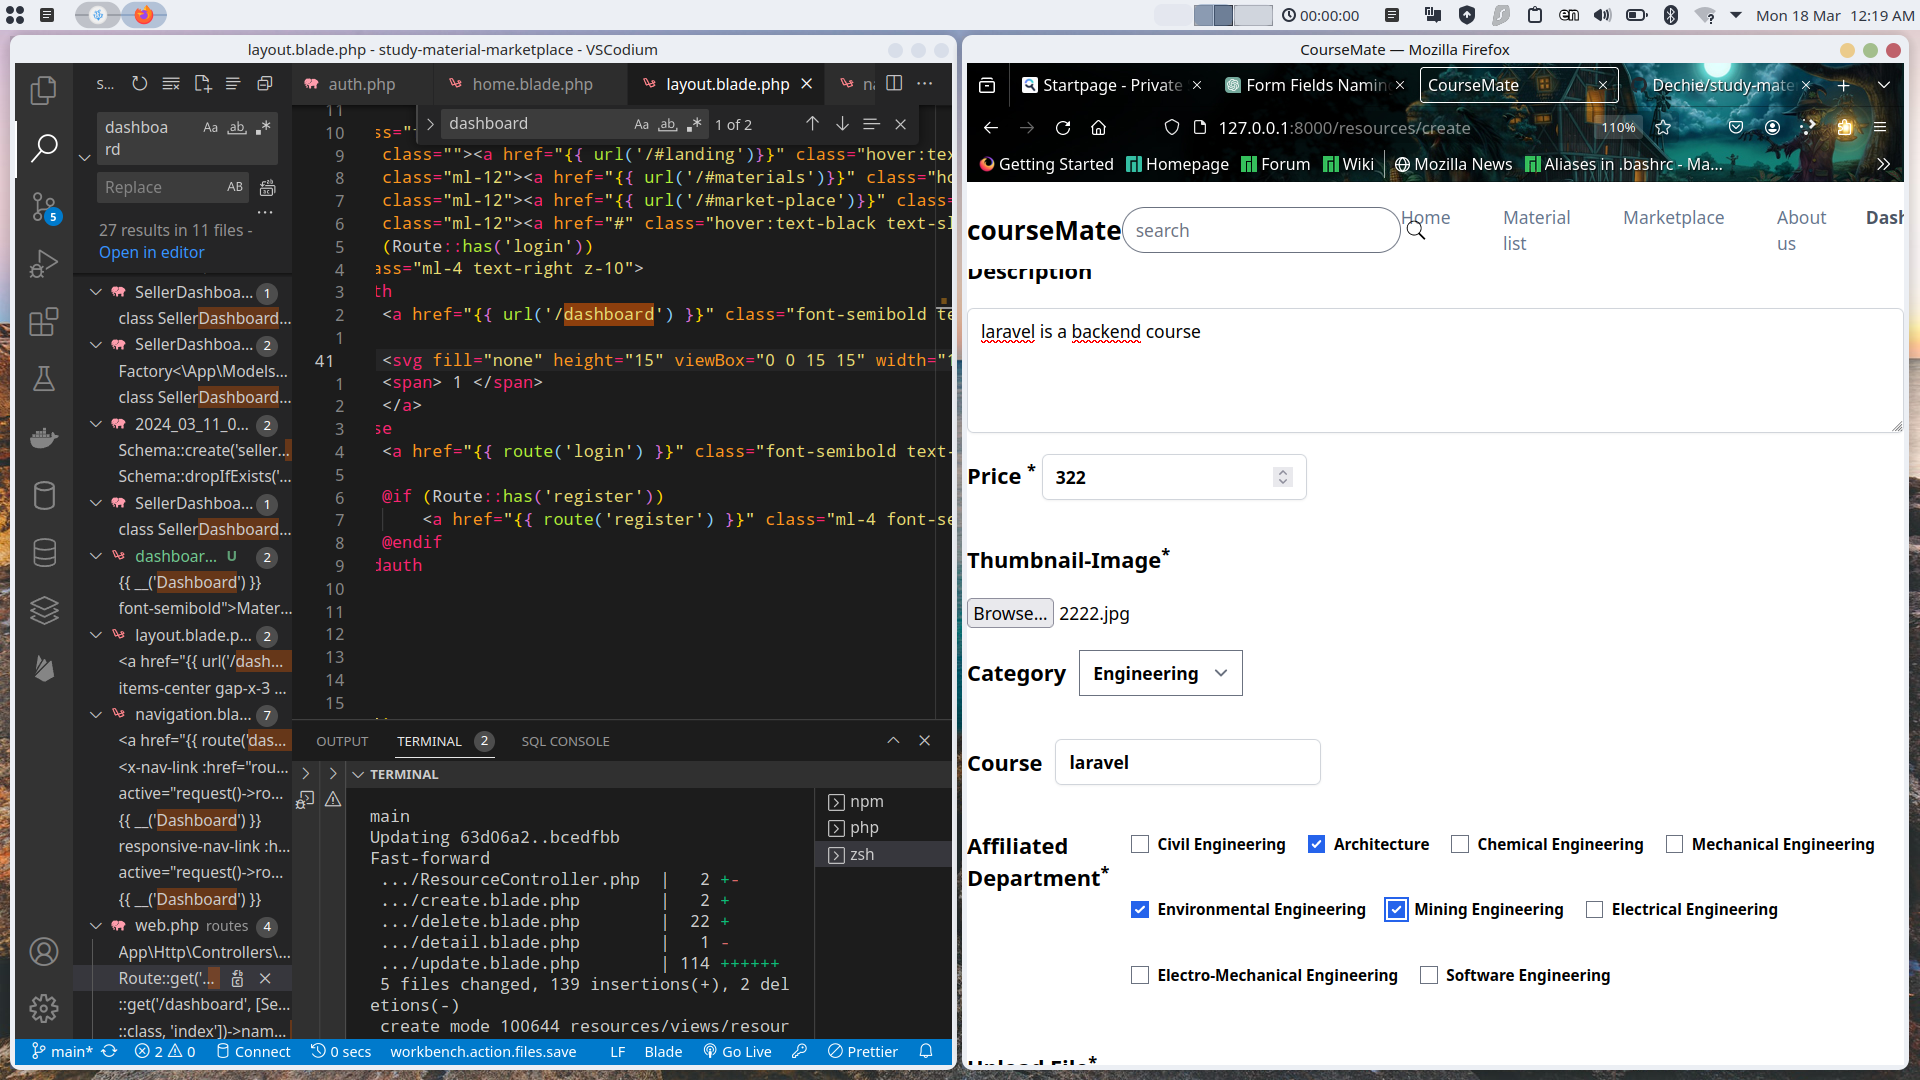 00:00:00
en
Mon 18 Mar 12:19 AM
layout.blade.php - study-material-marketplace - VSCodium
S...
auth.php
home.blade.php
layout.blade.php
dashboa
rd
Aa
ab
.*
Replace
AB
...
27 results in 11 files -
Open in editor
SellerDashboa... 1
class SellerDashboard...
SellerDashboa... 2
Factory<\App\Models...
class SellerDashboard...
2024_03_11_0... 2
Schema::create('seller...
Schema::dropIfExists('...
SellerDashboa... 1
class SellerDashboard...
dashboar... U 2
{{ __('Dashboard') }}
font-semibold">Mater...
layout.blade.p... 2
<a href="{{ url('/dash...
items-center gap-x-3 ...
navigation.bla... 7
<a href="{{ route('das...
<x-nav-link :href="rou...
active="request()->ro...
{{ __('Dashboard') }}
responsive-nav-link :h...
active="request()->ro...
{{ __('Dashboard') }}
web.php routes 4
App\Http\Controllers\...
Route::get('...
::get('/dashboard', [Se...
::class, 'index'])->nam...
dashboard
Aa
ab
.*
1 of 2
11
10 ss="
9 class=""><a href="{{ url('/#landing')}}" class="hover:tex
8 class="ml-12"><a href="{{ url('/#materials')}}" class="ho
7 class="ml-12"><a href="{{ url('/#market-place')}}" class=
6 class="ml-12"><a href="#" class="hover:text-black text-sl
5 (Route::has('login'))
4 ass="ml-4 text-right z-10">
3 th
2 <a href="{{ url('/dashboard') }}" class="font-semibold te
1
41 <svg fill="none" height="15" viewBox="0 0 15 15" width="1
1 <span> 1 </span>
2 </a>
3 se
4 <a href="{{ route('login') }}" class="font-semibold text-
5
6 @if (Route::has('register'))
7 <a href="{{ route('register') }}" class="ml-4 font-se
8 @endif
9 dauth
10
11
12
13
14
15
OUTPUT
TERMINAL 2
SQL CONSOLE
TERMINAL
main
Updating 63d06a2..bcedfbb
Fast-forward
.../ResourceController.php | 2 +-
.../create.blade.php | 2 +
.../delete.blade.php | 22 +
.../detail.blade.php | 1 -
.../update.blade.php | 114 ++++++
5 files changed, 139 insertions(+), 2 del
etions(-)
create mode 100644 resources/views/resour
npm
php
zsh
main*
2 0
Connect
0 secs
workbench.action.files.save
LF
Blade
Go Live
Prettier
CourseMate — Mozilla Firefox
Startpage - Private
Form Fields Namin
CourseMate
Dechie/study-mate
127.0.0.1:8000/resources/create
110%
Getting Started
Homepage
Forum
Wiki
Mozilla News
Aliases in .bashrc - Ma...
courseMate
search
Home
Material
list
Marketplace
About
us
Dash
Description
laravel is a backend course
Price *
322
Thumbnail-Image*
Browse...
2222.jpg
Category
Engineering
Course
laravel
Affiliated
Department*
Civil Engineering
Architecture
Chemical Engineering
Mechanical Engineering
Environmental Engineering
Mining Engineering
Electrical Engineering
Electro-Mechanical Engineering
Software Engineering
Upload File*